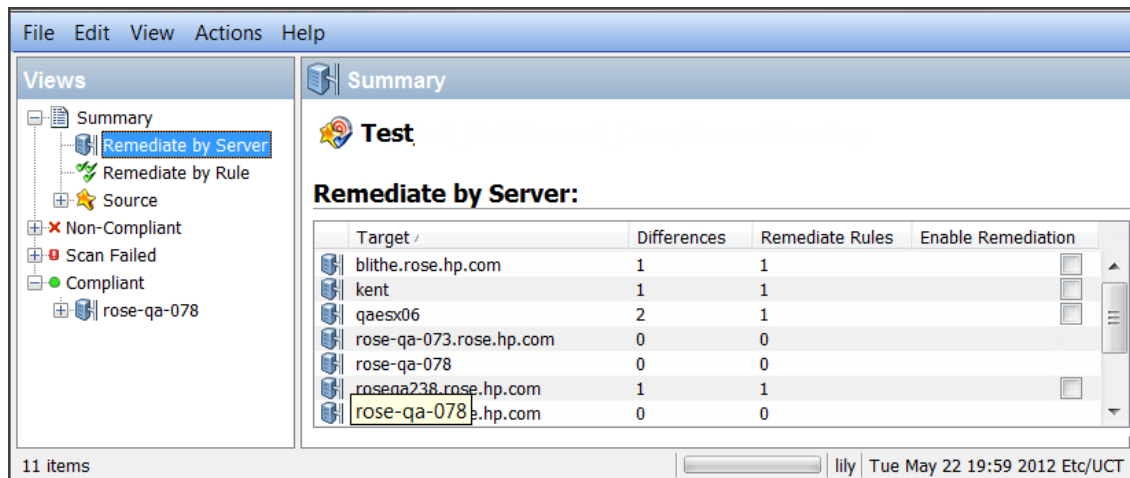 File Edit View Actions Help
Views
Summary
Remediate by Server
Remediate by Rule
Source
Non-Compliant
Scan Failed
Compliant
rose-qa-078
Summary
Test
Remediate by Server:
Target Differences Remediate Rules Enable Remediation
blithe.rose.hp.com 1 1
kent 1 1
qaesx06 2 1
rose-qa-073.rose.hp.com 0 0
rose-qa-078 0 0
roseqa238.rose.hp.com 1 1
rose-qa-078 e.hp.com 0 0
11 items lily Tue May 22 19:59 2012 Etc/UCT